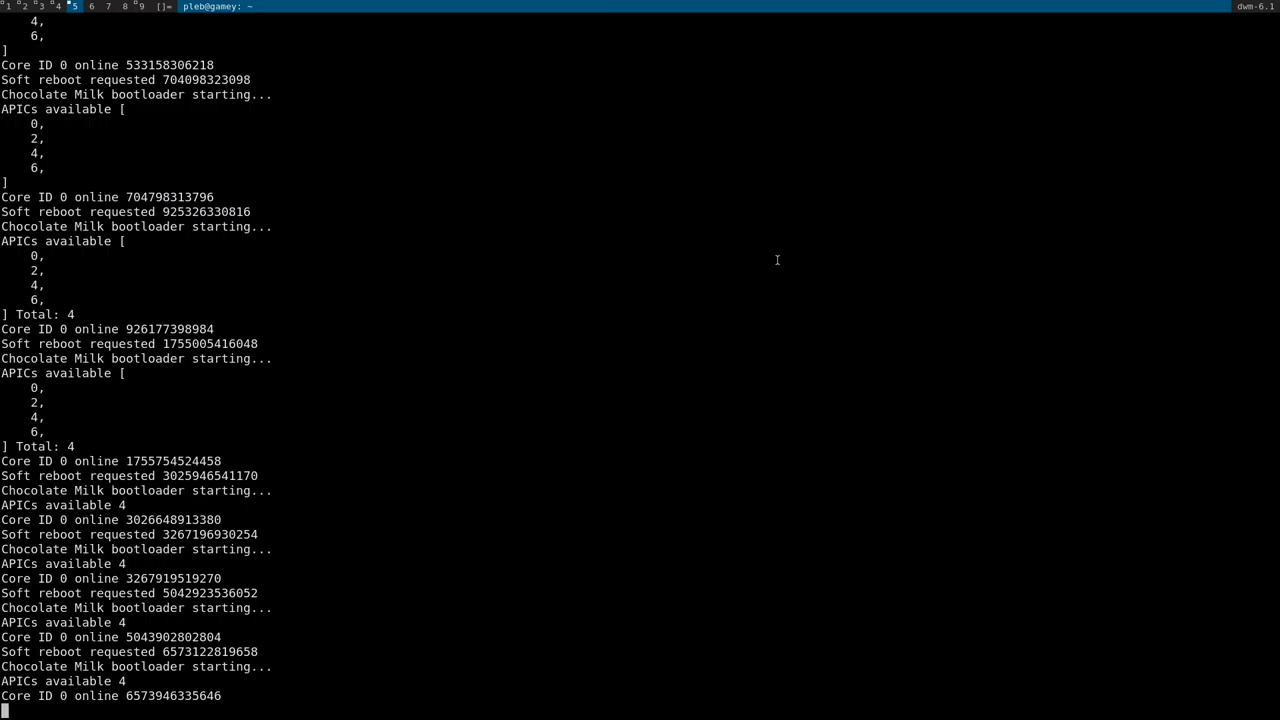 1 2 3 4 5 6 7 8 9 []= pleb@gamey: ~ dwm-6.1
    4,
    6,
]
Core ID 0 online 533158306218
Soft reboot requested 704098323098
Chocolate Milk bootloader starting...
APICs available [
    0,
    2,
    4,
    6,
]
Core ID 0 online 704798313796
Soft reboot requested 925326330816
Chocolate Milk bootloader starting...
APICs available [
    0,
    2,
    4,
    6,
] Total: 4
Core ID 0 online 926177398984
Soft reboot requested 1755005416048
Chocolate Milk bootloader starting...
APICs available [
    0,
    2,
    4,
    6,
] Total: 4
Core ID 0 online 1755754524458
Soft reboot requested 3025946541170
Chocolate Milk bootloader starting...
APICs available 4
Core ID 0 online 3026648913380
Soft reboot requested 3267196930254
Chocolate Milk bootloader starting...
APICs available 4
Core ID 0 online 3267919519270
Soft reboot requested 5042923536052
Chocolate Milk bootloader starting...
APICs available 4
Core ID 0 online 5043902802804
Soft reboot requested 6573122819658
Chocolate Milk bootloader starting...
APICs available 4
Core ID 0 online 6573946335646